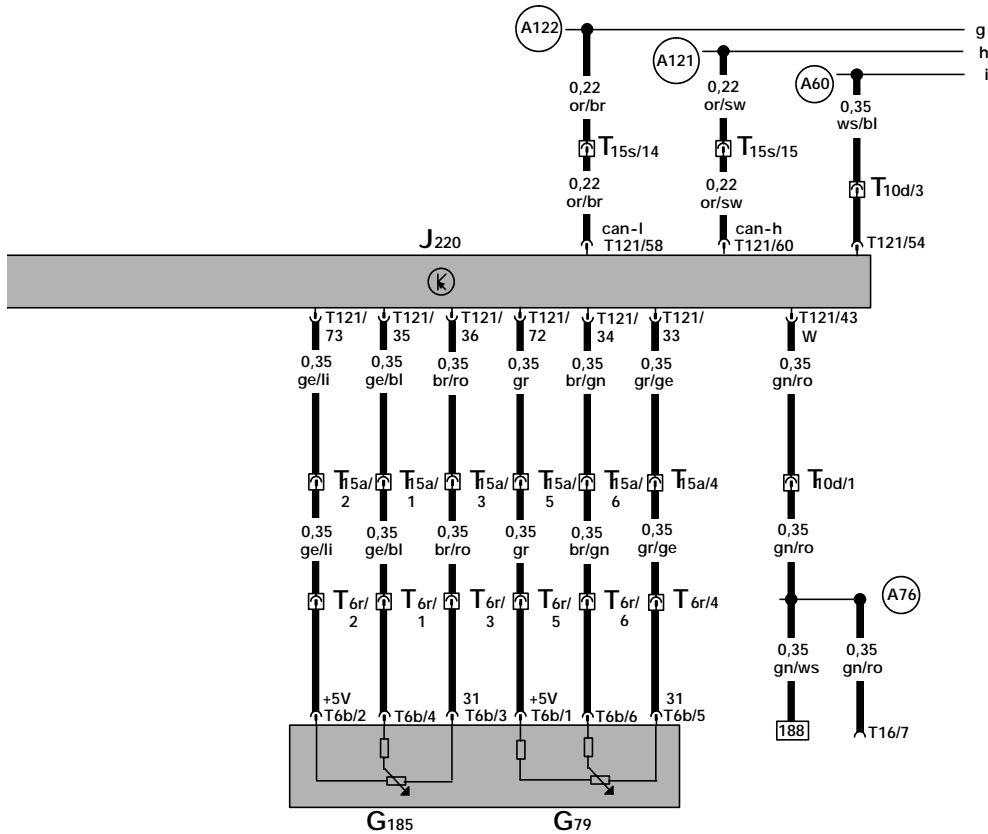 A122
g
A121
h
A60
i
0,22
or/br
0,22
or/sw
0,35
ws/bl
T15s/14
T15s/15
T10d/3
0,22
or/br
0,22
or/sw
J220
can-l
T121/58
can-h
T121/60
T121/54
T121/
73
T121/
35
T121/
36
T121/
72
T121/
34
T121/
33
T121/43
W
0,35
ge/li
0,35
ge/bl
0,35
br/ro
0,35
gr
0,35
br/gn
0,35
gr/ge
0,35
gn/ro
T15a/
2
T15a/
1
T15a/
3
T15a/
5
T15a/
6
T15a/4
T10d/1
0,35
ge/li
0,35
ge/bl
0,35
br/ro
0,35
gr
0,35
br/gn
0,35
gr/ge
0,35
gn/ro
T6r/
2
T6r/
1
T6r/
3
T6r/
5
T6r/
6
T6r/4
A76
0,35
gn/ws
0,35
gn/ro
+5V
T6b/2
T6b/4
31
T6b/3
+5V
T6b/1
T6b/6
31
T6b/5
188
T16/7
G185
G79